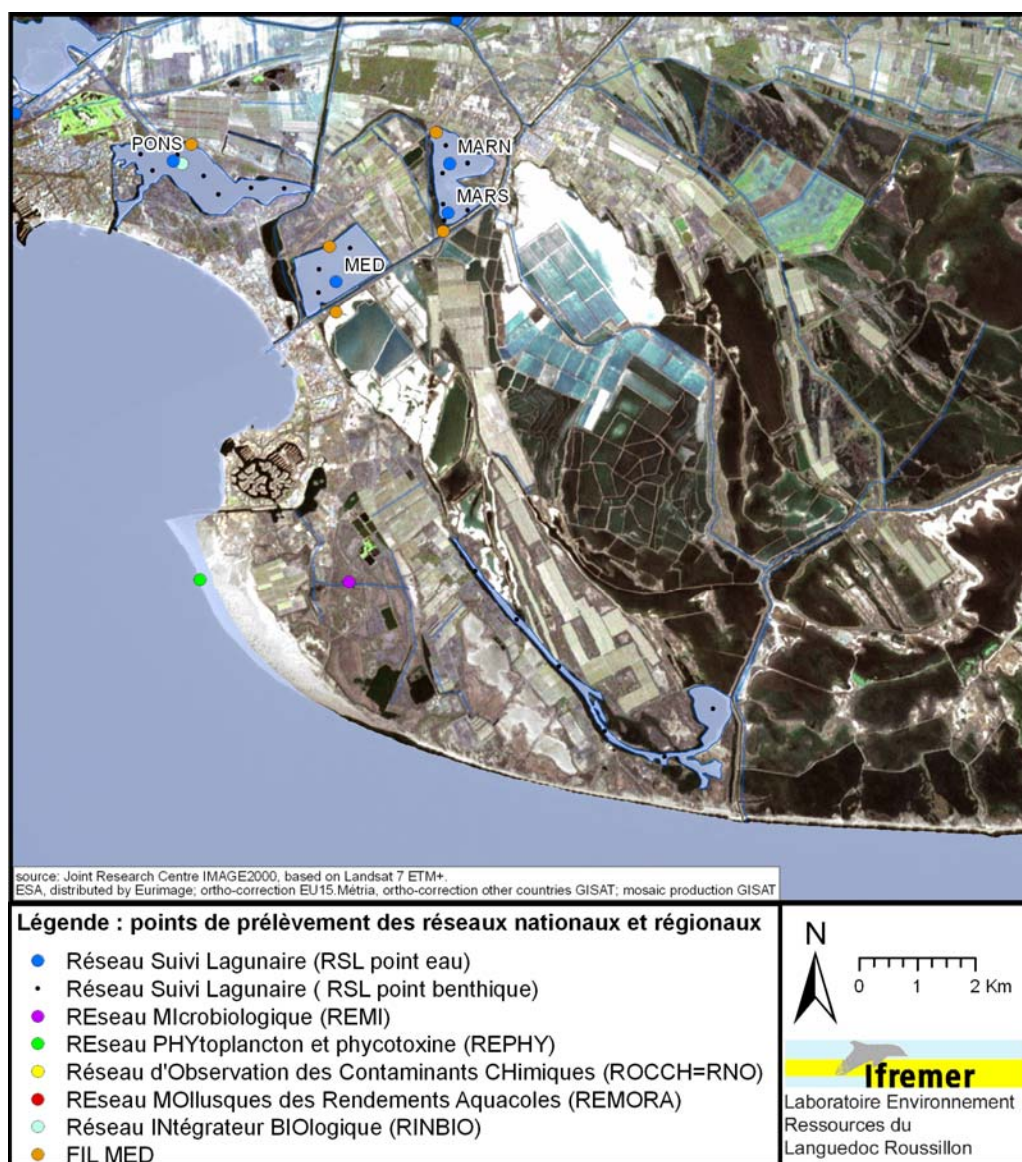 PONS
MARN
MARS
MED
source: Joint Research Centre IMAGE2000, based on Landsat 7 ETM+.
ESA, distributed by Eurimage; ortho-correction EU15.Métria, ortho-correction other countries GISAT; mosaic production GISAT
Légende : points de prélèvement des réseaux nationaux et régionaux
Réseau Suivi Lagunaire (RSL point eau)
Réseau Suivi Lagunaire ( RSL point benthique)
REseau MIcrobiologique (REMI)
REseau PHYtoplancton et phycotoxine (REPHY)
Réseau d'Observation des Contaminants CHimiques (ROCCH=RNO)
REseau MOllusques des Rendements Aquacoles (REMORA)
Réseau INtégrateur BIOlogique (RINBIO)
FIL MED
N
0 1 2 Km
Ifremer
Laboratoire Environnement
Ressources du
Languedoc Roussillon